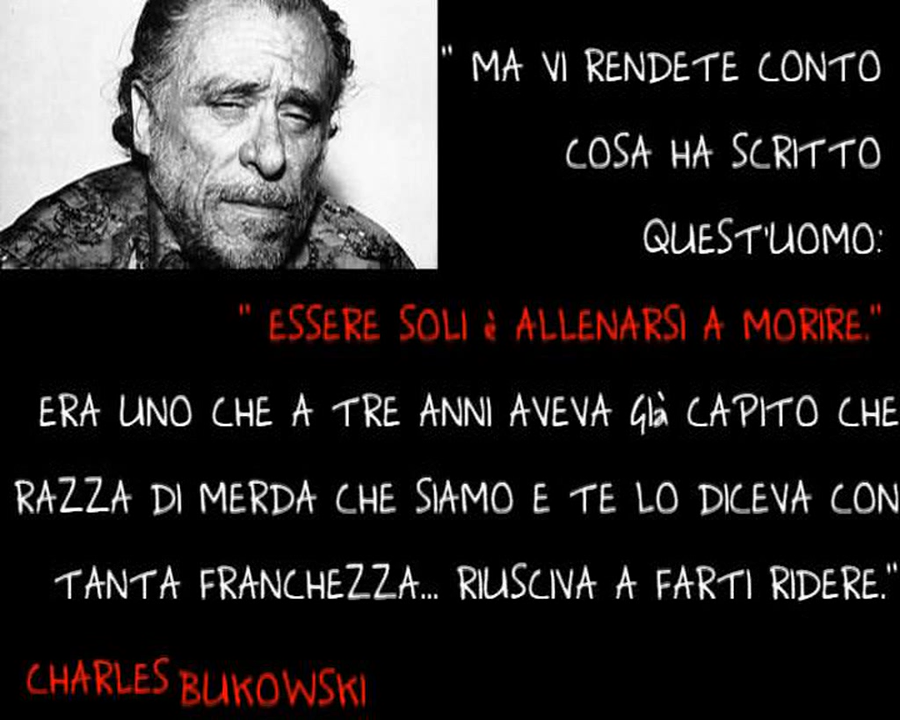 " MA VI RENDETE CONTO
COSA HA SCRITTO
QUEST'UOMO:
" ESSERE SOLI è ALLENARSI A MORIRE."
ERA UNO CHE A TRE ANNI AVEVA Già CAPITO CHE
RAZZA DI MERDA CHE SIAMO E TE LO DICEVA CON
TANTA FRANCHEZZA... RIUSCIVA A FARTI RIDERE."
CHARLES BUKOWSKI